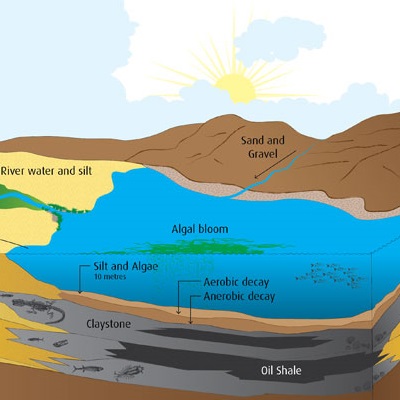 Sand and
Gravel
River water and silt
Algal bloom
Silt and Algae
10 metres
Aerobic decay
Anerobic decay
Claystone
Oil Shale